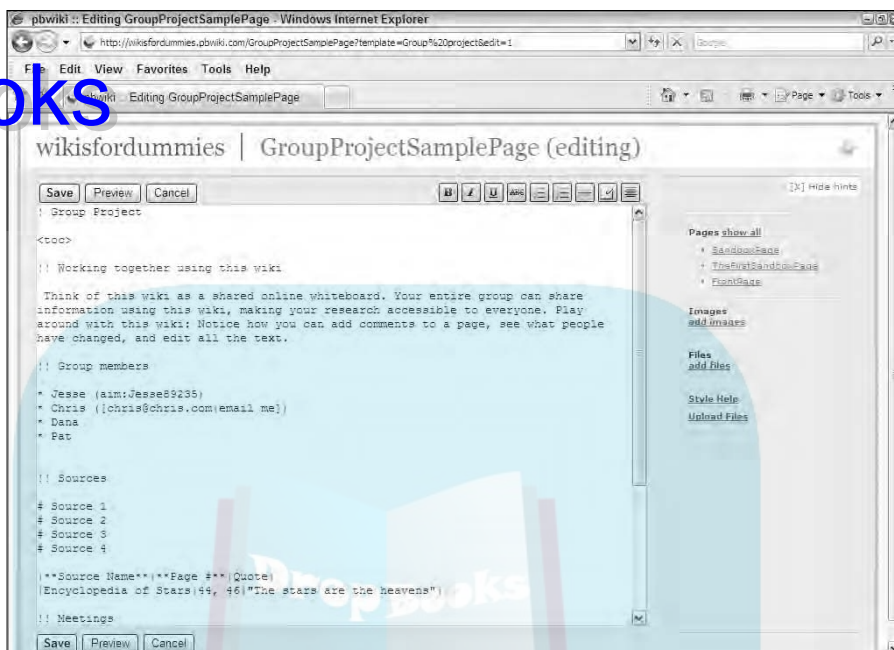 pbwiki :: Editing GroupProjectSamplePage - Windows Internet Explorer
http://wikisfordummies.pbwiki.com/GroupProjectSamplePage?template=Group%20project&edit=1
Google
File Edit View Favorites Tools Help
oks
pbwiki :: Editing GroupProjectSamplePage
Page Tools
wikisfordummies | GroupProjectSamplePage (editing)
Save Preview Cancel
B I U ABC
[X] Hide hints
! Group Project
<toc>
!! Working together using this wiki
Think of this wiki as a shared online whiteboard. Your entire group can share
information using this wiki, making your research accessible to everyone. Play
around with this wiki: Notice how you can add comments to a page, see what people
have changed, and edit all the text.
!! Group members
* Jesse (aim:Jesse89235)
* Chris ([chris@chris.com|email me])
* Dana
* Pat
!! Sources
# Source 1
# Source 2
# Source 3
# Source 4
|**Source Name**|**Page #**|Quote|
|Encyclopedia of Stars|44, 46|"The stars are the heavens"|
!! Meetings
Save Preview Cancel
Pages show all
SandboxPage
TheFirstSandboxPage
FrontPage
Images
add images
Files
add files
Style Help
Upload Files
DropBooks